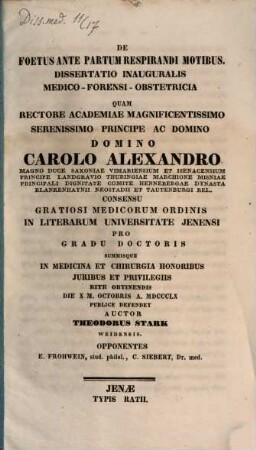 Diss. med. 11/17
DE
FOETUS ANTE PARTUM RESPIRANDI MOTIBUS.
DISSERTATIO INAUGURALIS
MEDICO-FORENSI-OBSTETRICIA
QUAM
RECTORE ACADEMIAE MAGNIFICENTISSIMO
SERENISSIMO PRINCIPE AC DOMINO
DOMINO
CAROLO ALEXANDRO
MAGNO DUCE SAXONIAE VIMARIENSIUM ET ISENACENSIUM
PRINCIPE LANDGRAVIO THURINGIAE MARCHIONE MISNIAE
PRINCIPALI DIGNITATE COMITE HENNEBERGAE DYNASTA
BLANKENHAYNII NEOSTADII ET TAUTENBURGI REL.
CONSENSU
GRATIOSI MEDICORUM ORDINIS
IN LITERARUM UNIVERSITATE JENENSI
PRO
GRADU DOCTORIS
SUMMISQUE
IN MEDICINA ET CHIRURGIA HONORIBUS
JURIBUS ET PRIVILEGIIS
RITE OBTINENDIS
DIE X M. OCTOBRIS A. MDCCCLX
PUBLICE DEFENDET
AUCTOR
THEODORUS STARK
WEIDENSIS.
OPPONENTES
E. FROHWEIN, stud. philol., C. SIEBERT, Dr. med.
JENÆ
TYPIS RATII.